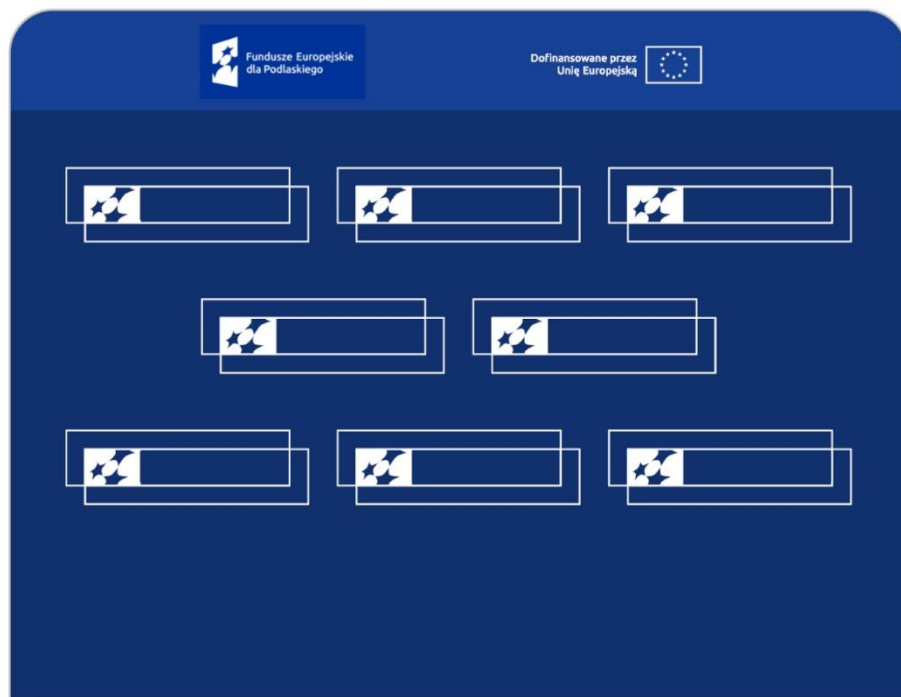 Fundusze Europejskie
dla Podlaskiego
Dofinansowane przez
Unię Europejską